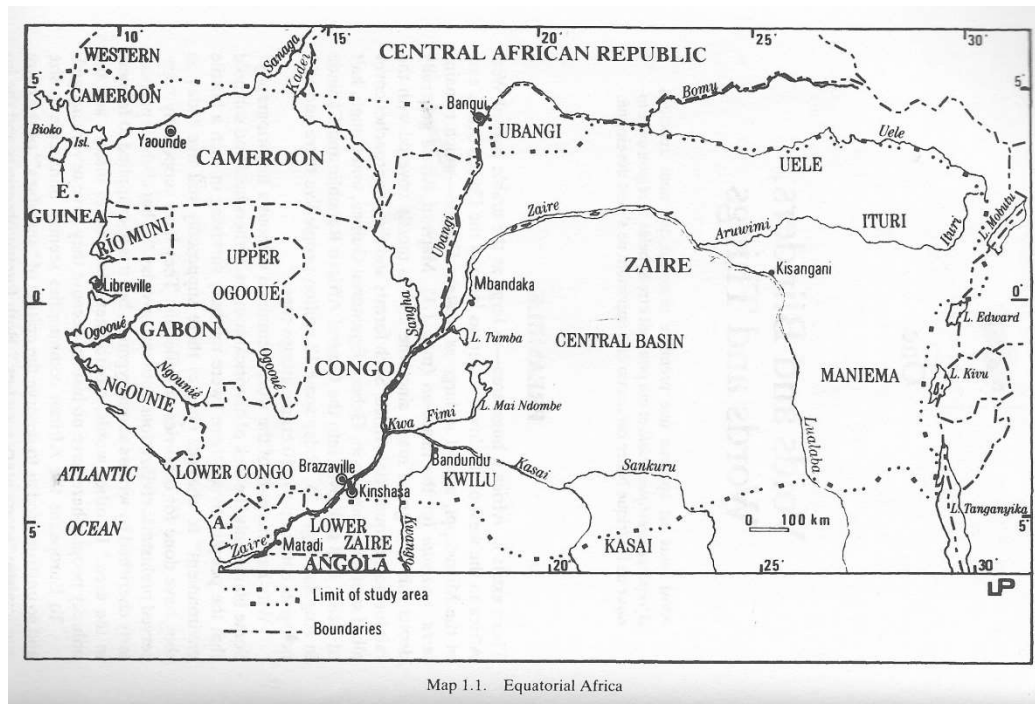 10°
15°
20°
25°
30°
WESTERN
CAMEROON
Sanaga
Kadei
CENTRAL AFRICAN REPUBLIC
5°
5°
Bioko
Isl.
Yaounde
CAMEROON
Bangui
UBANGI
Bomu
Uele
UELE
E.
GUINEA
RÍO MUNI
UPPER
OGOOUÉ
Ubangi
Zaire
Aruwimi
ITURI
Ituri
L. Mobutu
Libreville
Mbandaka
ZAIRE
Kisangani
0°
0°
Ogooué
GABON
Sangha
L. Tumba
CENTRAL BASIN
L. Edward
Ngounié
Ogooué
CONGO
MANIEMA
L. Kivu
NGOUNIE
L. Mai Ndombe
Kwa
Fimi
Lualaba
ATLANTIC
LOWER CONGO
Brazzaville
Bandundu
KWILU
Kasai
Sankuru
OCEAN
Kinshasa
L. Tanganyika
5°
A.
LOWER
ZAIRE
Kwango
0 100 km
5°
Zaire
Matadi
KASAI
ANGOLA
20°
25°
30°
Limit of study area
Boundaries
UP
Map 1.1. Equatorial Africa